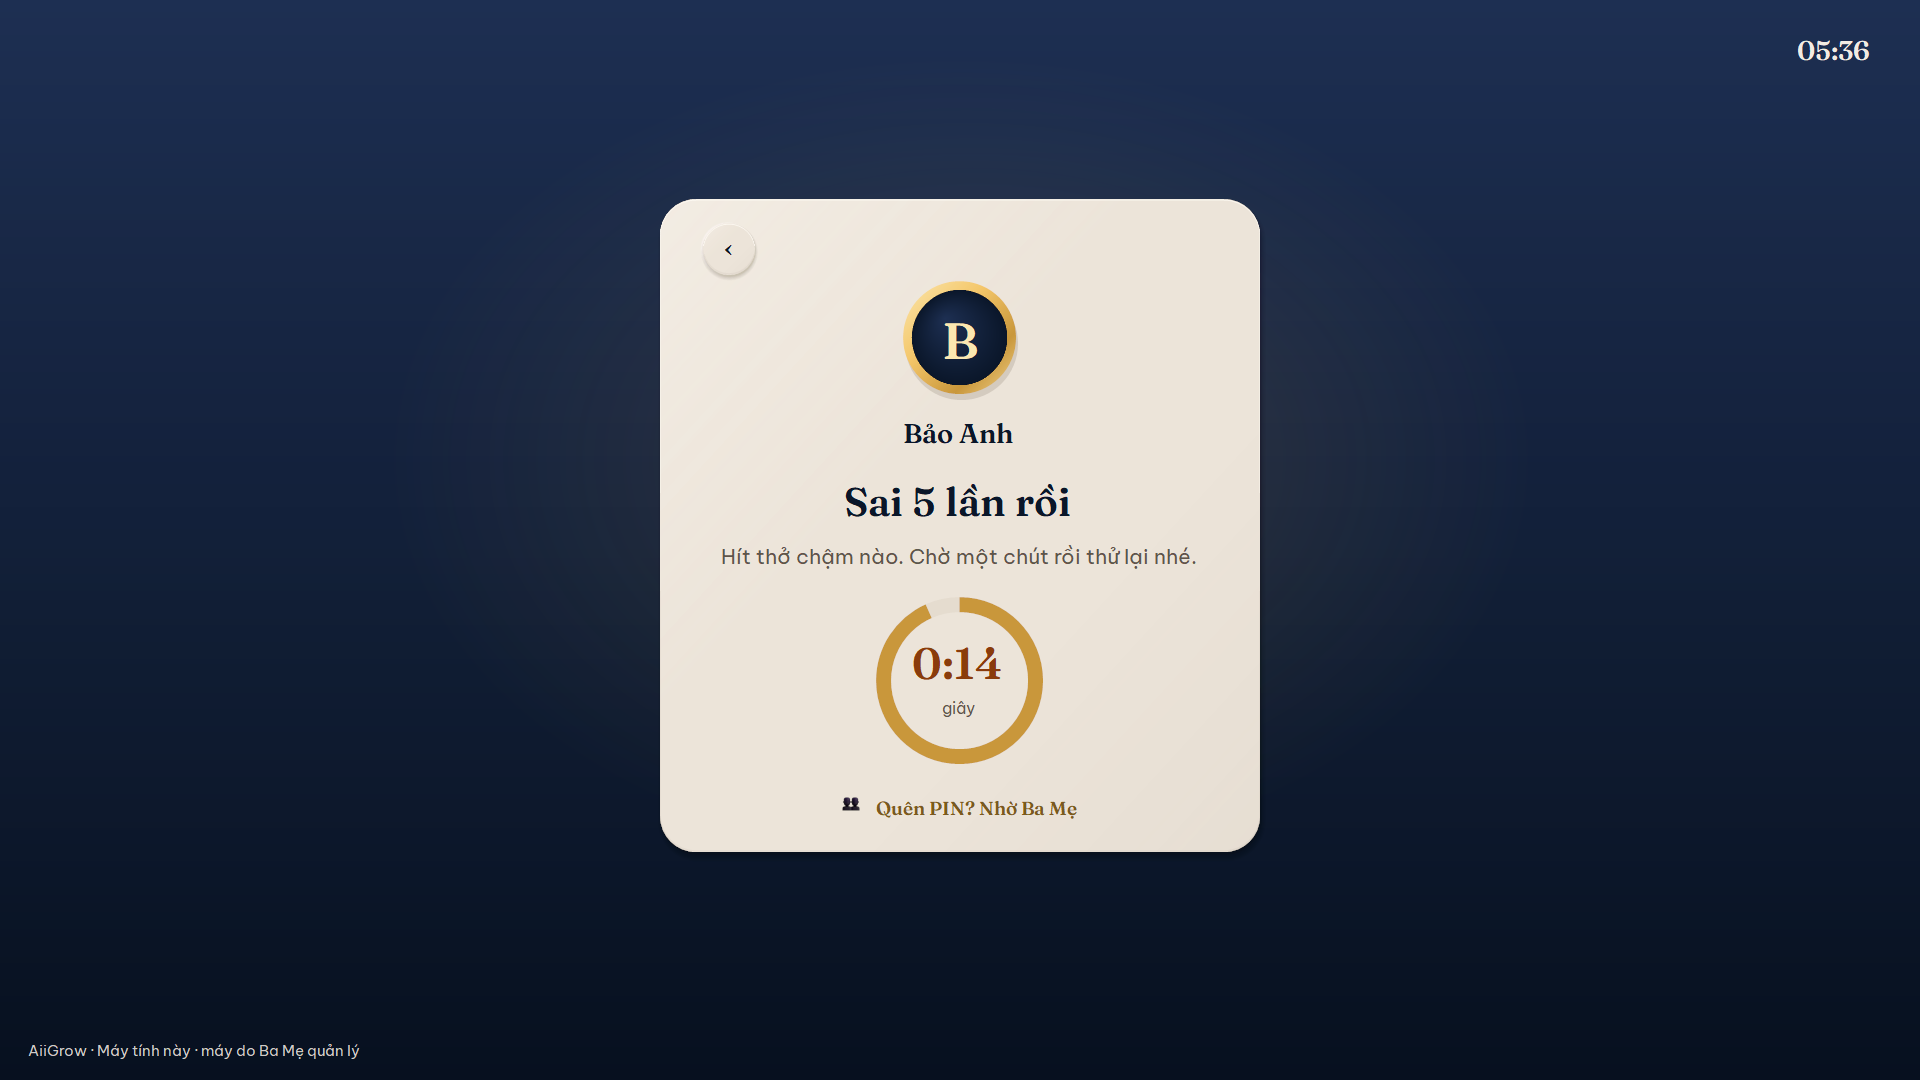 05:36
‹
B
Bảo Anh
Sai 5 lần rồi
Hít thở chậm nào. Chờ một chút rồi thử lại nhé.
0:14
giây
Quên PIN? Nhờ Ba Mẹ
AiiGrow · Máy tính này · máy do Ba Mẹ quản lý